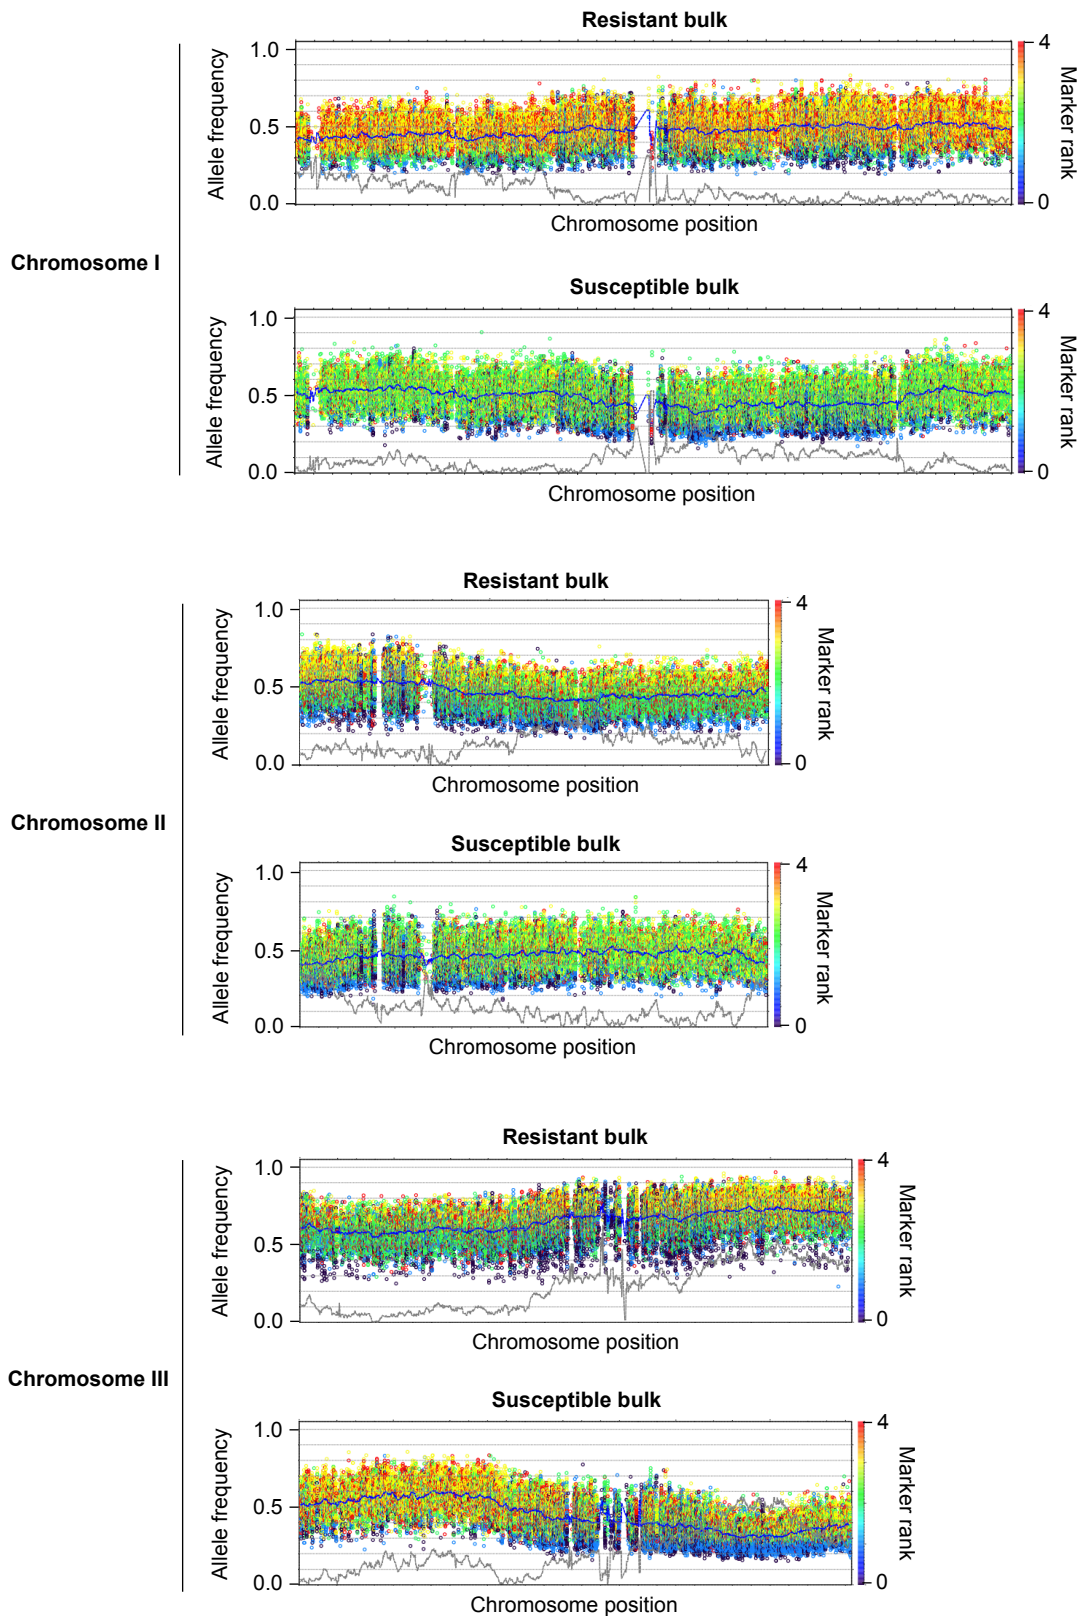 Resistant bulk
1.0
0.5
0.0
Allele frequency
Chromosome position
4
0
Marker rank
Chromosome I
Susceptible bulk
1.0
0.5
0.0
Allele frequency
Chromosome position
4
0
Marker rank
Resistant bulk
1.0
0.5
0.0
Allele frequency
Chromosome position
4
0
Marker rank
Chromosome II
Susceptible bulk
1.0
0.5
0.0
Allele frequency
Chromosome position
4
0
Marker rank
Resistant bulk
1.0
0.5
0.0
Allele frequency
Chromosome position
4
0
Marker rank
Chromosome III
Susceptible bulk
1.0
0.5
0.0
Allele frequency
Chromosome position
4
0
Marker rank